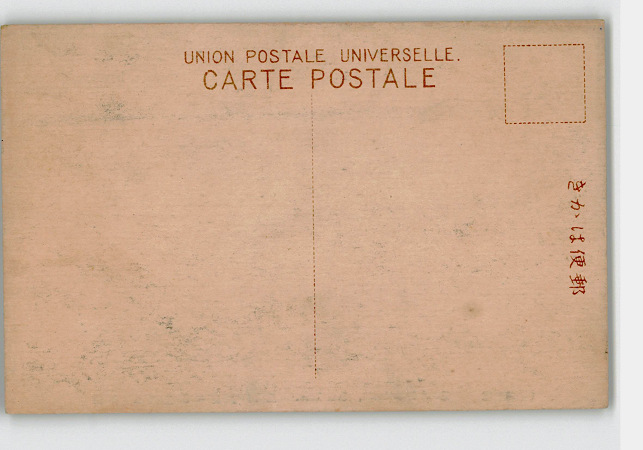 UNION POSTALE UNIVERSELLE.
CARTE POSTALE
きかは便郵